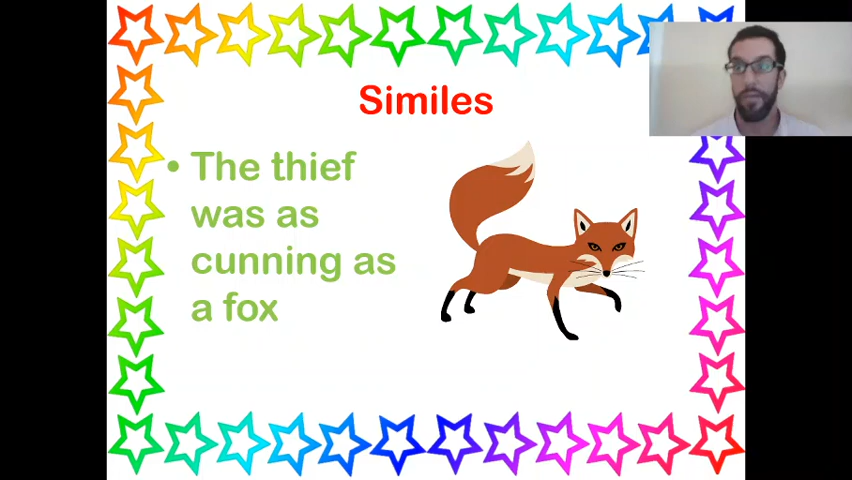 Similes
• The thief
was as
cunning as
a fox